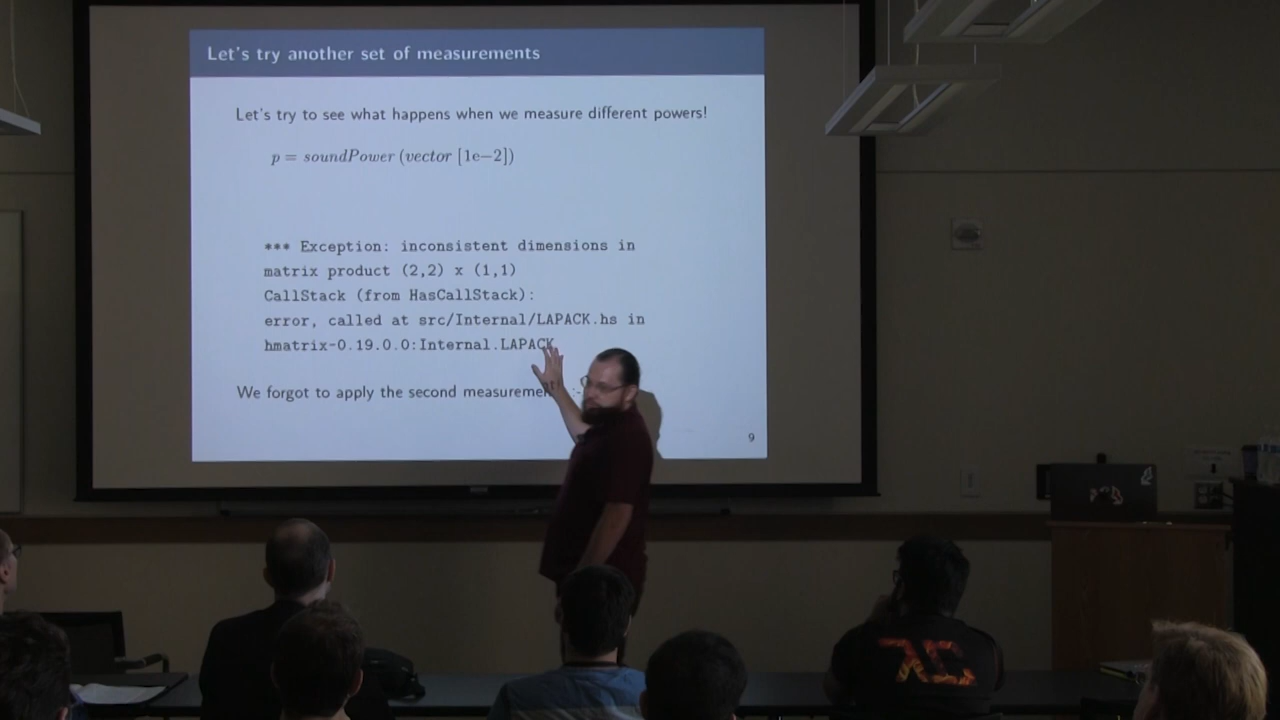 Let's try another set of measurements
Let's try to see what happens when we measure different powers!
p = soundPower (vector [1e−2])
*** Exception: inconsistent dimensions in
matrix product (2,2) x (1,1)
CallStack (from HasCallStack):
error, called at src/Internal/LAPACK.hs in
hmatrix-0.19.0.0:Internal.LAPACK
We forgot to apply the second
9